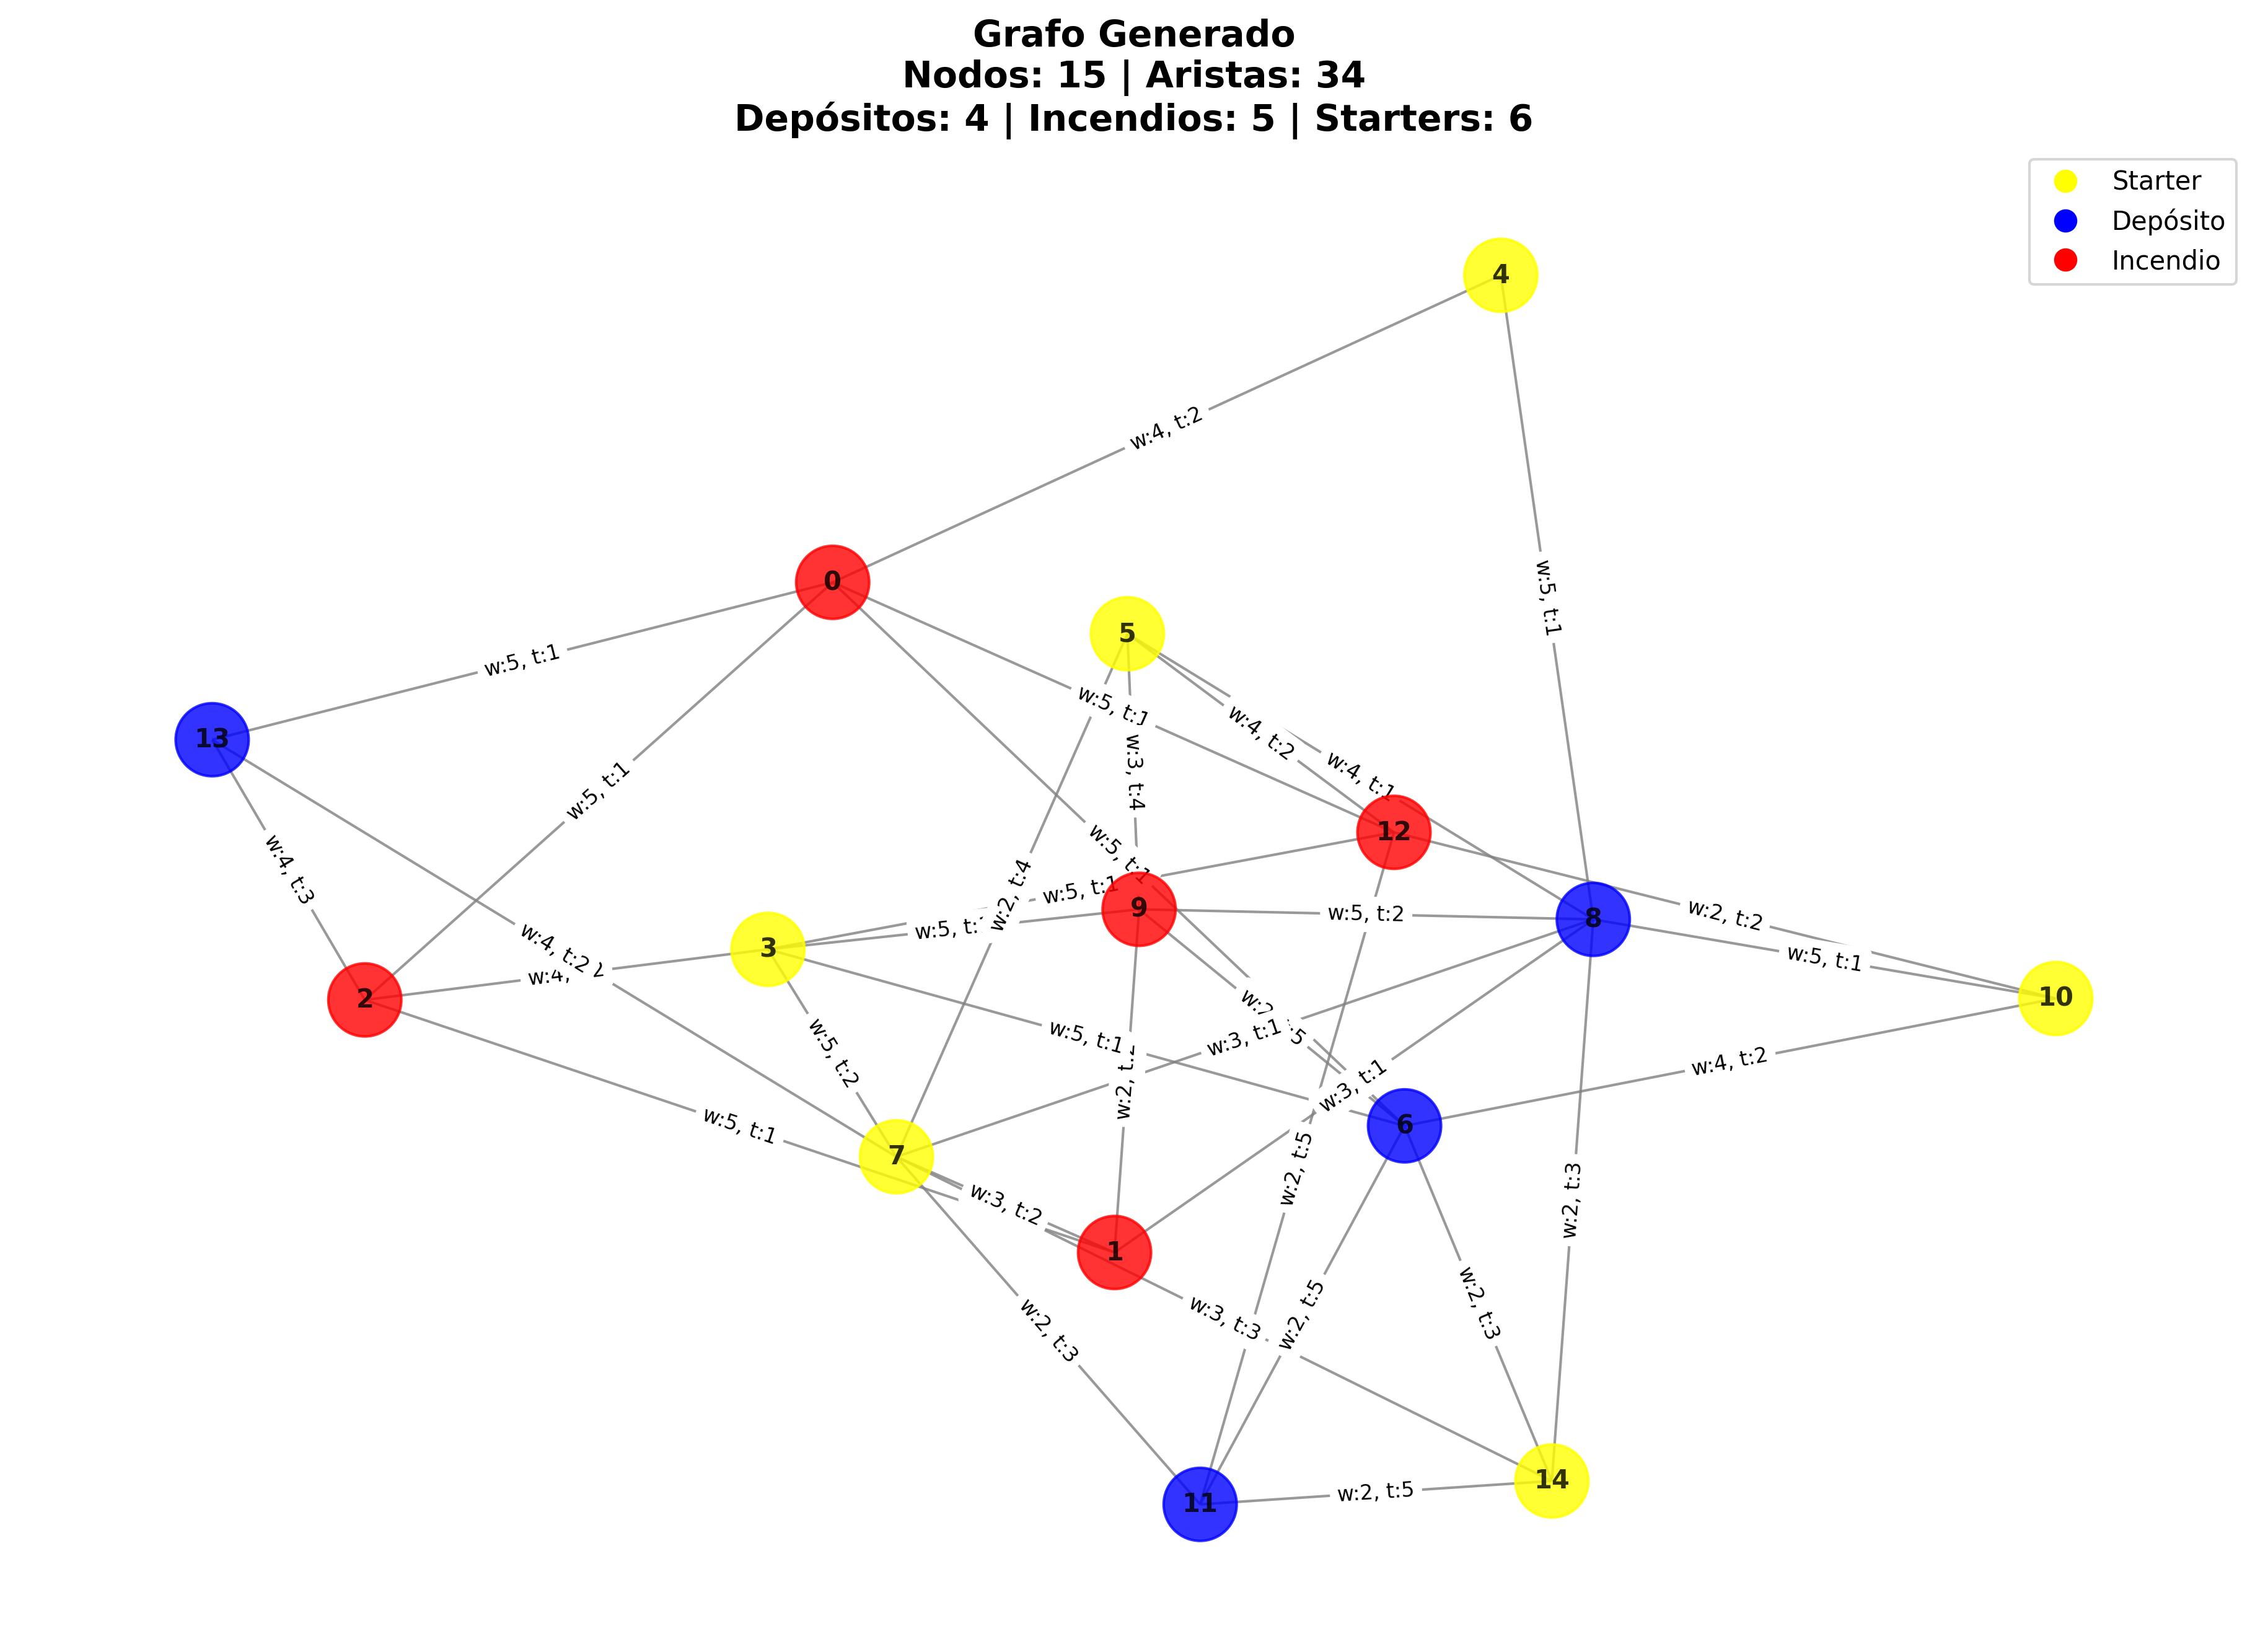 Grafo Generado
Nodos: 15 | Aristas: 34
Depósitos: 4 | Incendios: 5 | Starters: 6
Starter
Depósito
Incendio
4
w:4, t:2
0
w:5, t:1
5
w:5, t:1
w:5, t:1
w:4, t:2
13
w:3, t:4
w:4, t:1
w:5, t:1
12
w:5, t:1
w:4, t:3
w:2, t:4
w:5, t:1
9
w:5, t:2
8
w:2, t:2
w:5,
3
w:4, t:2
w:5, t:1
w:4,
2
10
w:5, t:1
w:3, t:1
w:5, t:2
w:4, t:2
w:2,
w:3, t:1
w:5, t:1
6
7
w:2, t:5
w:3, t:2
w:2, t:3
1
w:2, t:3
w:3, t:3
w:2, t:5
w:2, t:3
14
w:2, t:5
11